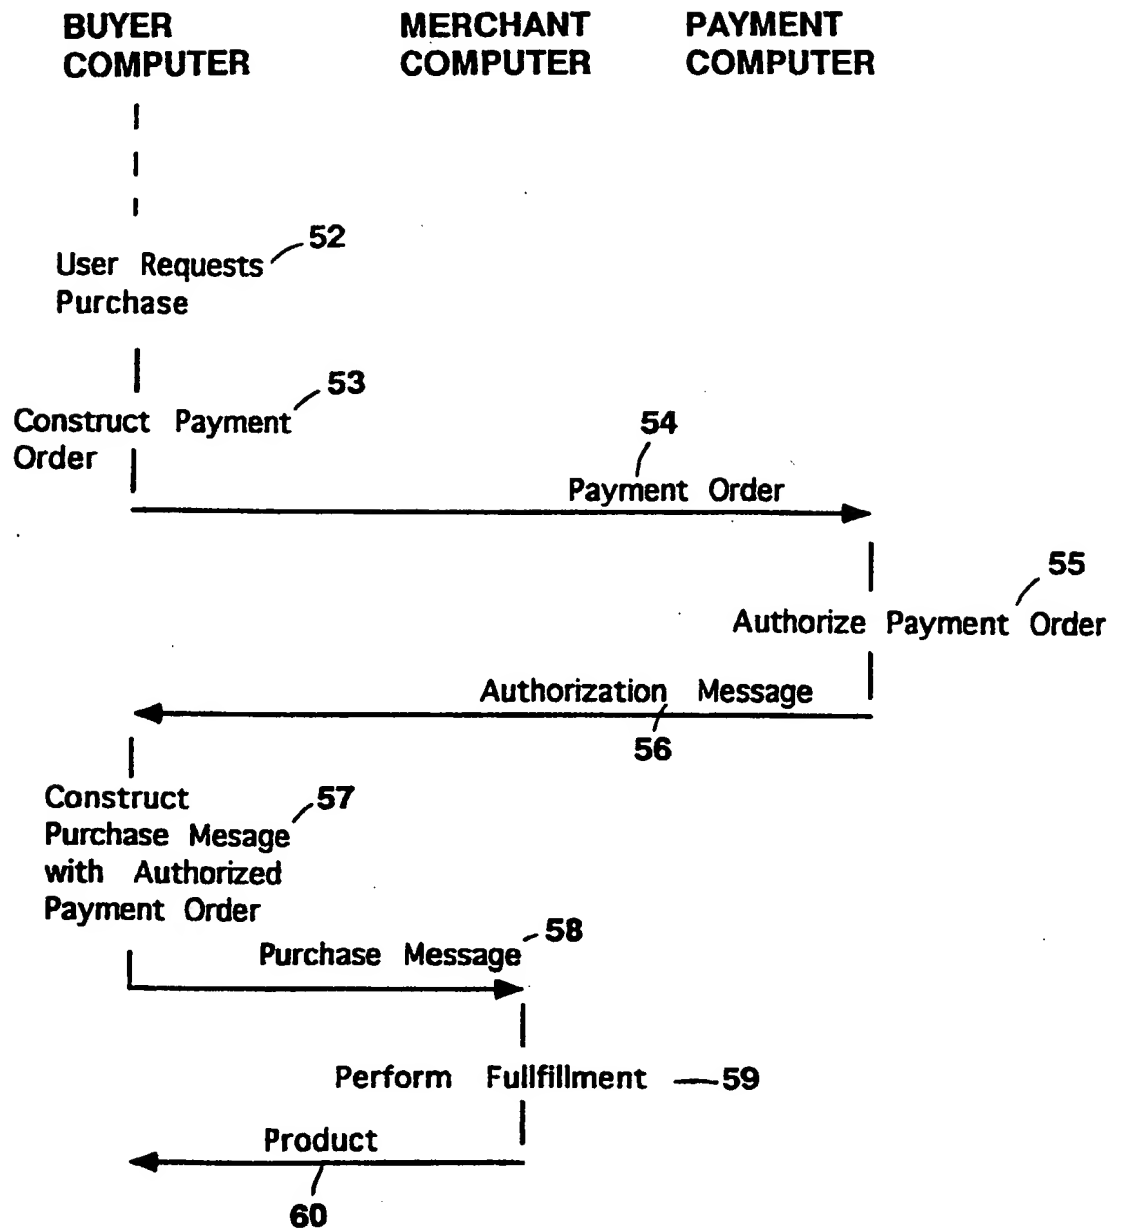 BUYER COMPUTER
MERCHANT COMPUTER
PAYMENT COMPUTER
52
User Requests
Purchase
53
Construct Payment
Order
54
Payment Order
55
Authorize Payment Order
Authorization Message
56
57
Construct
Purchase Mesage
with Authorized
Payment Order
58
Purchase Message
Perform Fullfillment 59
Product
60